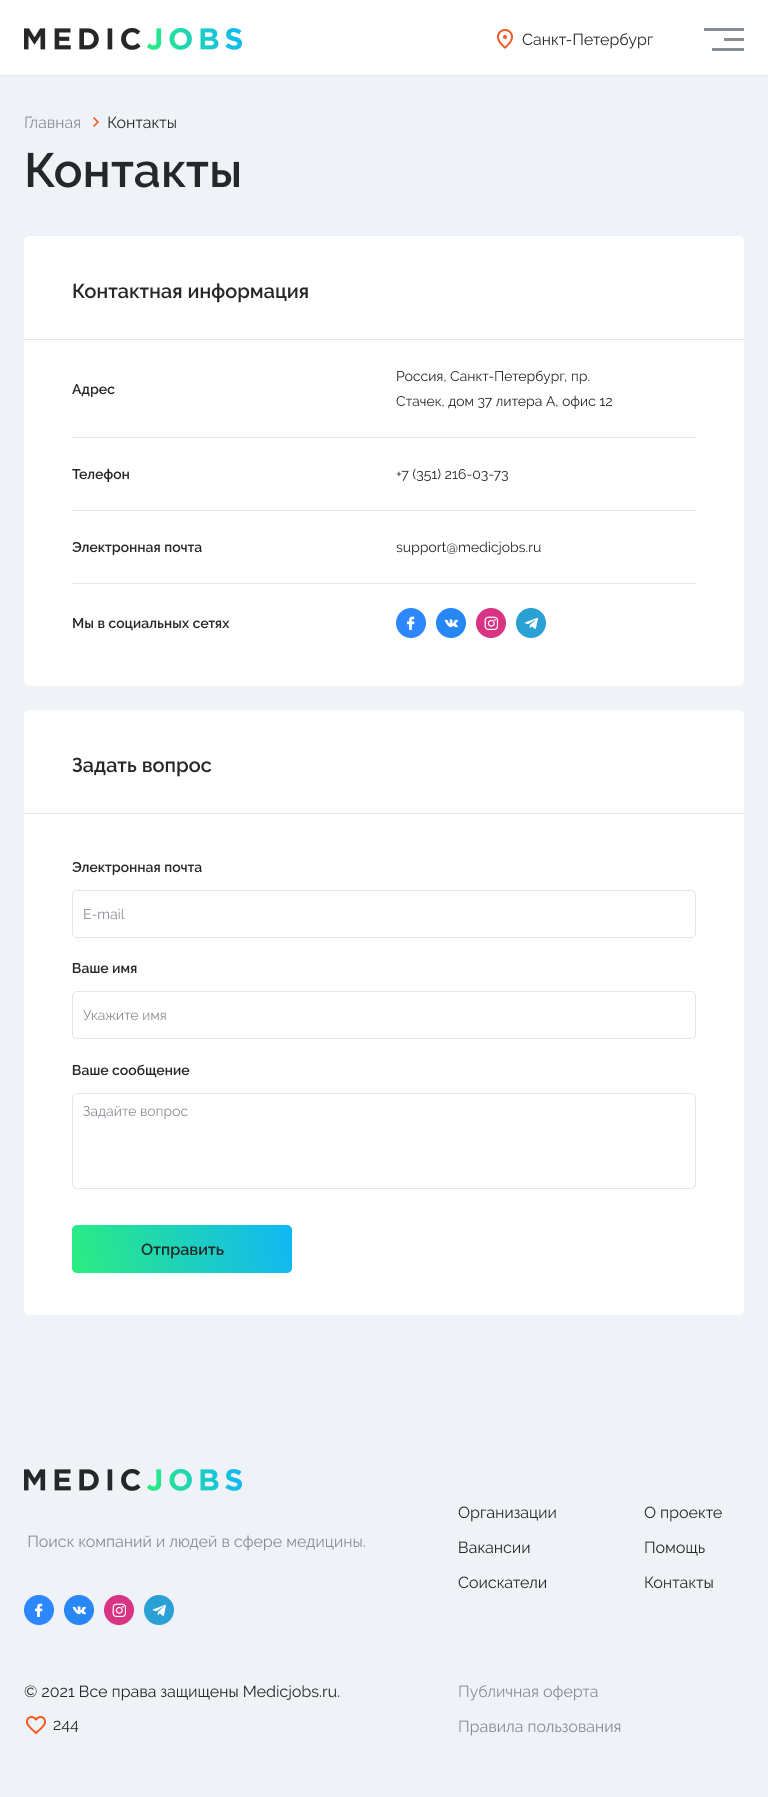 MEDICJOBS
Санкт-Петербург
Главная > Контакты
Контакты
Контактная информация
Адрес
Россия, Санкт-Петербург, пр.
Стачек, дом 37 литера А, офис 12
Телефон
+7 (351) 216-03-73
Электронная почта
support@medicjobs.ru
Мы в социальных сетях
Задать вопрос
Электронная почта
E-mail
Ваше имя
Укажите имя
Ваше сообщение
Задайте вопрос
Отправить
MEDICJOBS
Поиск компаний и людей в сфере медицины.
Организации
Вакансии
Соискатели
О проекте
Помощь
Контакты
© 2021 Все права защищены Medicjobs.ru.
244
Публичная оферта
Правила пользования